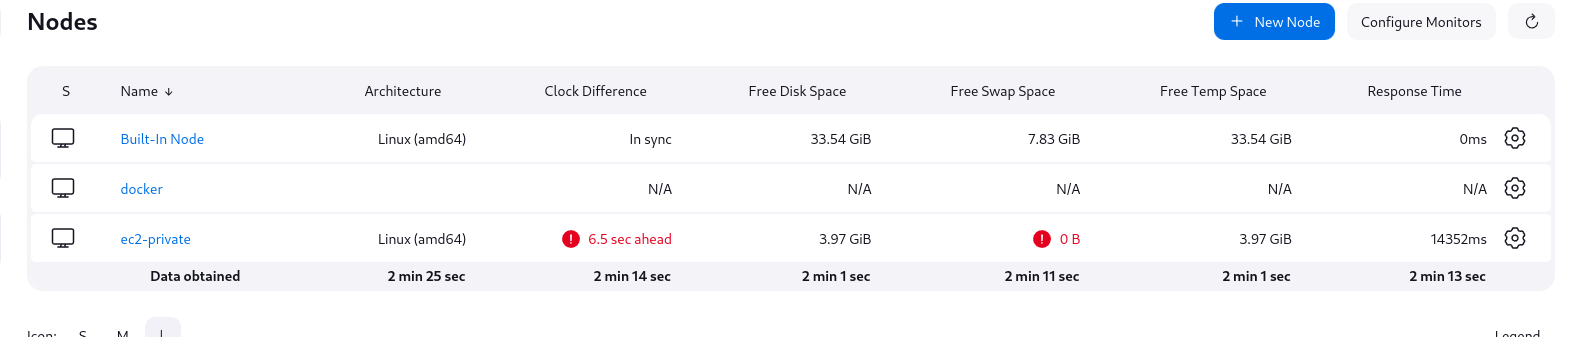 Nodes
+ New Node Configure Monitors
S Name ↓ Architecture Clock Difference Free Disk Space Free Swap Space Free Temp Space Response Time
Built-In Node Linux (amd64) In sync 33.54 GiB 7.83 GiB 33.54 GiB 0ms
docker N/A N/A N/A N/A N/A
ec2-private Linux (amd64) ! 6.5 sec ahead 3.97 GiB ! 0 B 3.97 GiB 14352ms
Data obtained 2 min 25 sec 2 min 14 sec 2 min 1 sec 2 min 11 sec 2 min 1 sec 2 min 13 sec
Icon: S M L Legend